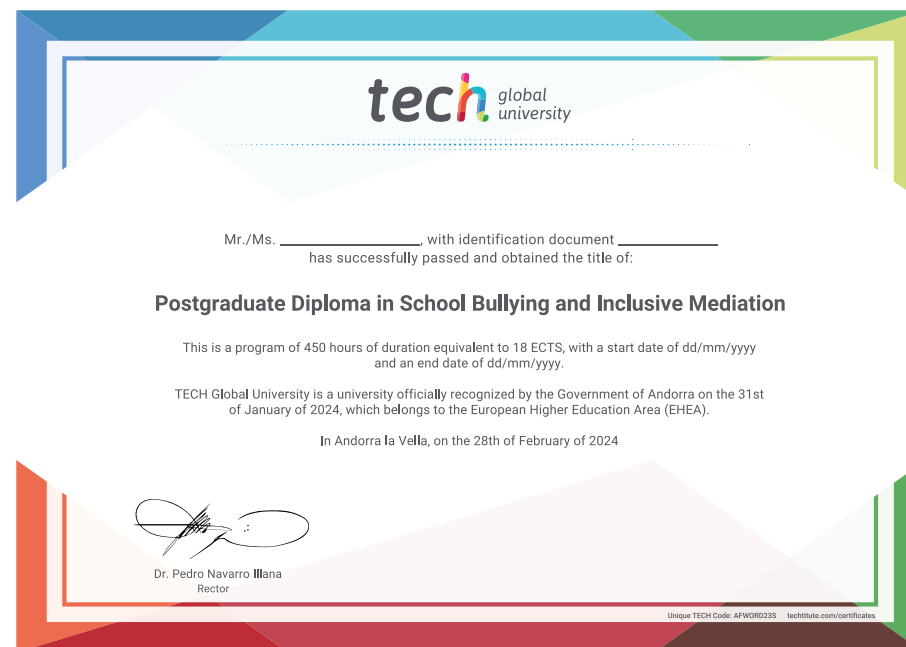 tech global
university
Mr./Ms. ____________________, with identification document ______________
has successfully passed and obtained the title of:
Postgraduate Diploma in School Bullying and Inclusive Mediation
This is a program of 450 hours of duration equivalent to 18 ECTS, with a start date of dd/mm/yyyy
and an end date of dd/mm/yyyy.
TECH Global University is a university officially recognized by the Government of Andorra on the 31st
of January of 2024, which belongs to the European Higher Education Area (EHEA).
In Andorra la Vella, on the 28th of February of 2024
Dr. Pedro Navarro Illana
Rector
Unique TECH Code: AFWORD23S techtitute.com/certificates